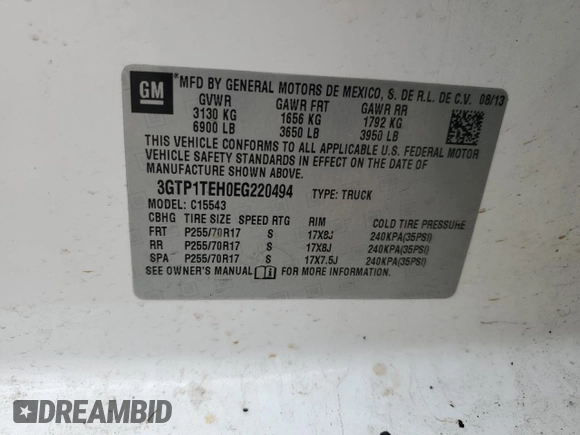 GM
*MFD BY GENERAL MOTORS DE MEXICO, S. DE R.L. DE C.V. 08/13
GVWR GAWR FRT GAWR RR
3130 KG 1656 KG 1792 KG
6900 LB 3650 LB 3950 LB
THIS VEHICLE CONFORMS TO ALL APPLICABLE U.S. FEDERAL MOTOR
VEHICLE SAFETY STANDARDS IN EFFECT ON THE DATE OF
MANUFACTURE SHOWN ABOVE.
3GTP1TEH0EG220494 TYPE: TRUCK
MODEL: C15543
CBHG TIRE SIZE SPEED RTG RIM COLD TIRE PRESSURE
FRT P255/70R17 S 17X8J 240KPA(35PSI)
RR P255/70R17 S 17X8J 240KPA(35PSI)
SPA P255/70R17 S 17X7.5J 240KPA(35PSI)
SEE OWNER'S MANUAL FOR MORE INFORMATION.
DREAMBID